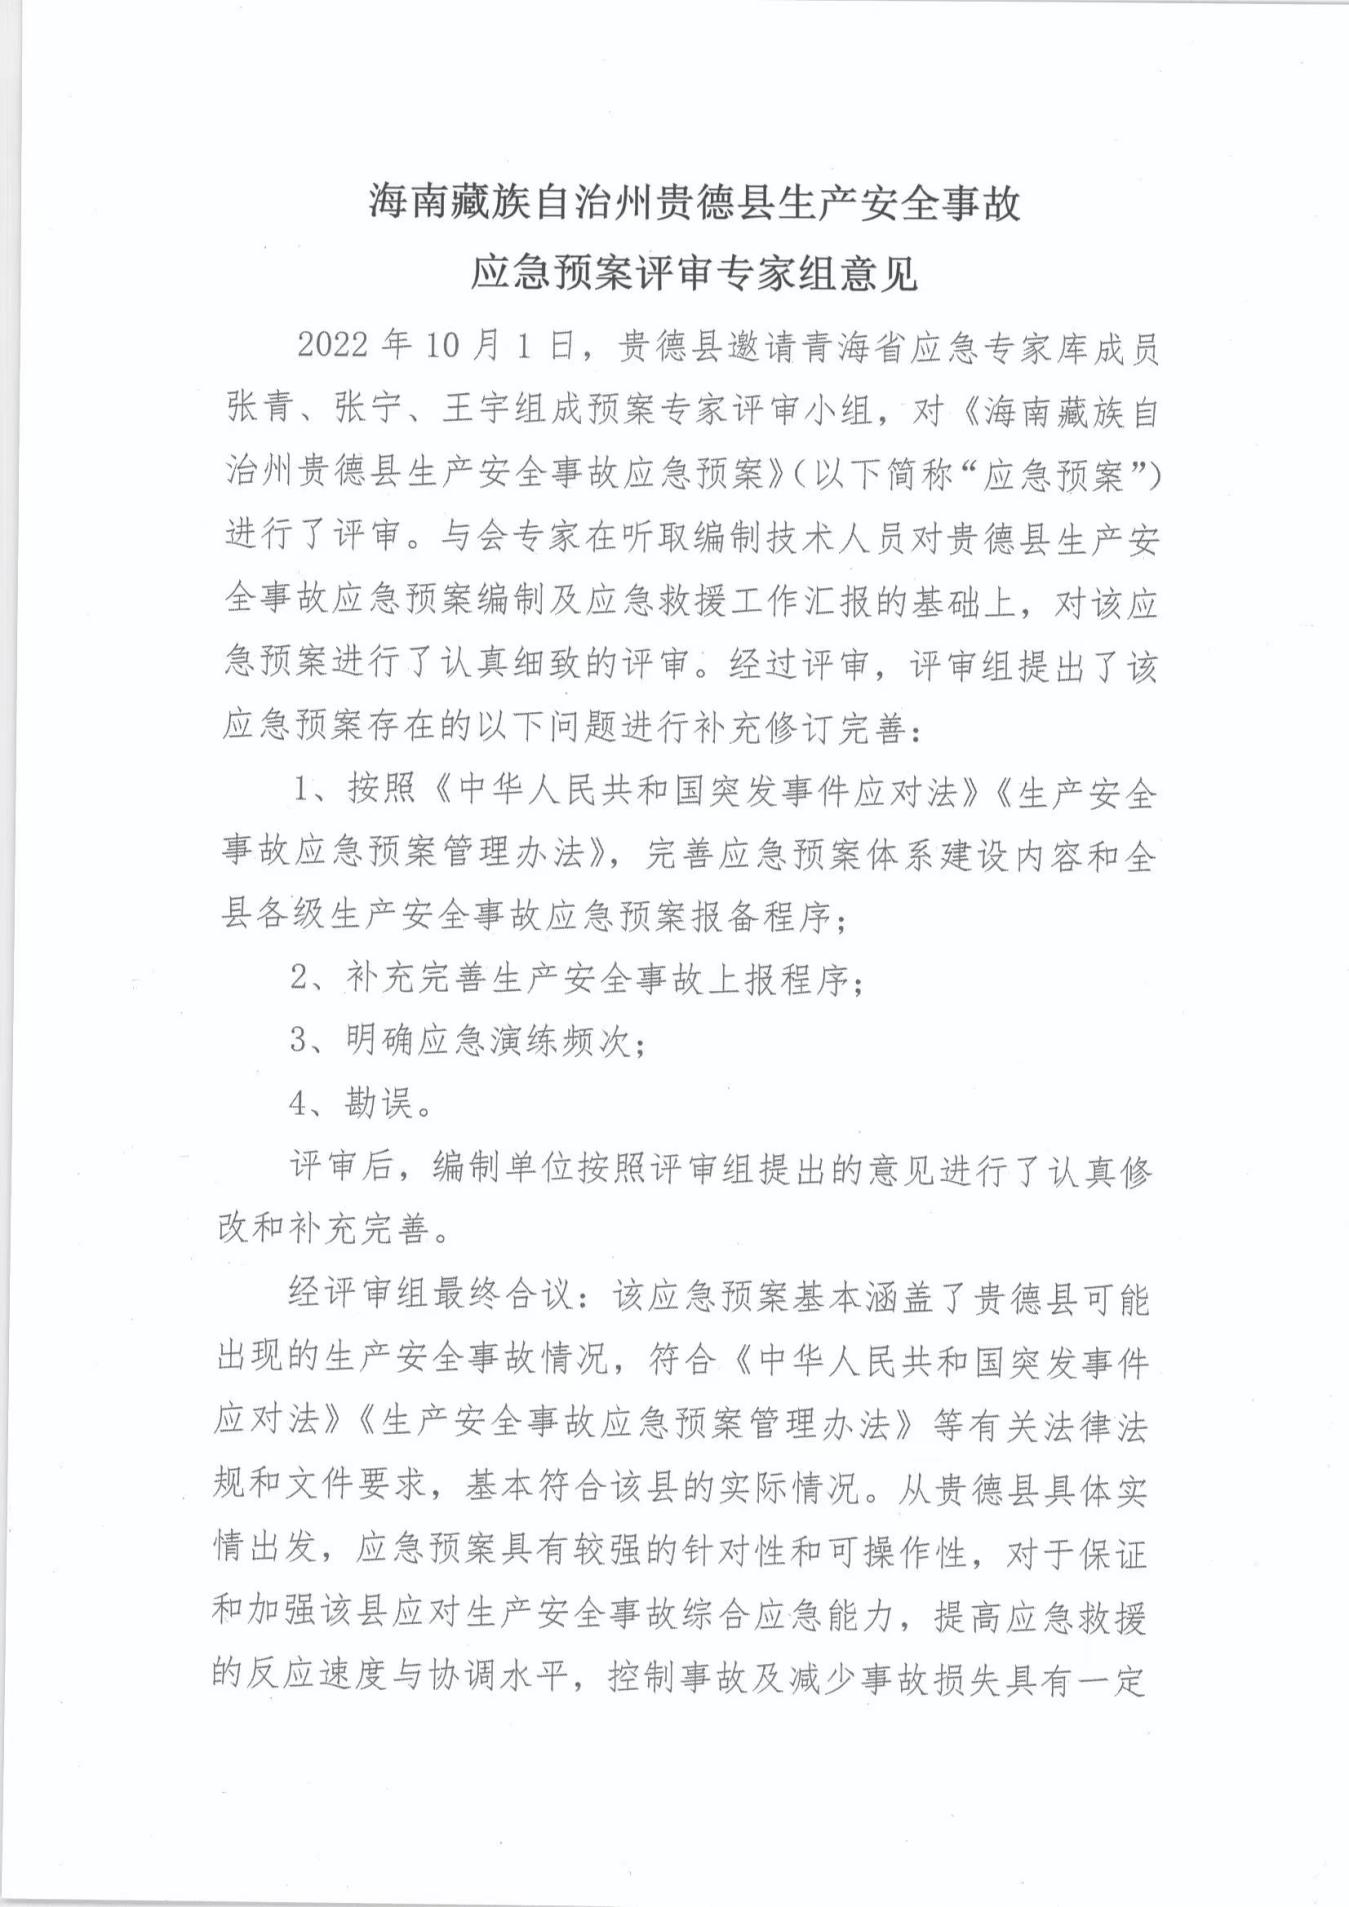 海南藏族自治州贵德县生产安全事故
应急预案评审专家组意见
2022年10月1日，贵德县邀请青海省应急专家库成员
张青、张宁、王宇组成预案专家评审小组，对《海南藏族自
治州贵德县生产安全事故应急预案》（以下简称“应急预案”）
进行了评审。与会专家在听取编制技术人员对贵德县生产安
全事故应急预案编制及应急救援工作汇报的基础上，对该应
急预案进行了认真细致的评审。经过评审，评审组提出了该
应急预案存在的以下问题进行补充修订完善：
1、按照《中华人民共和国突发事件应对法》《生产安全
事故应急预案管理办法》，完善应急预案体系建设内容和全
县各级生产安全事故应急预案报备程序；
2、补充完善生产安全事故上报程序；
3、明确应急演练频次；
4、勘误。
评审后，编制单位按照评审组提出的意见进行了认真修
改和补充完善。
经评审组最终合议：该应急预案基本涵盖了贵德县可能
出现的生产安全事故情况，符合《中华人民共和国突发事件
应对法》《生产安全事故应急预案管理办法》等有关法律法
规和文件要求，基本符合该县的实际情况。从贵德县具体实
情出发，应急预案具有较强的针对性和可操作性，对于保证
和加强该县应对生产安全事故综合应急能力，提高应急救援
的反应速度与协调水平，控制事故及减少事故损失具有一定